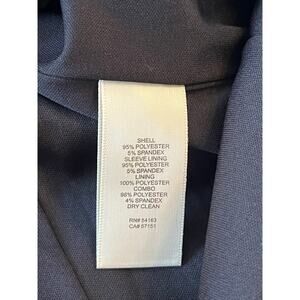 SHELL
95% POLYESTER
5% SPANDEX
SLEEVE LINING
95% POLYESTER
5% SPANDEX
LINING
100% POLYESTER
COMBO
96% POLYESTER
4% SPANDEX
DRY CLEAN
RN# 54163
CA# 57151